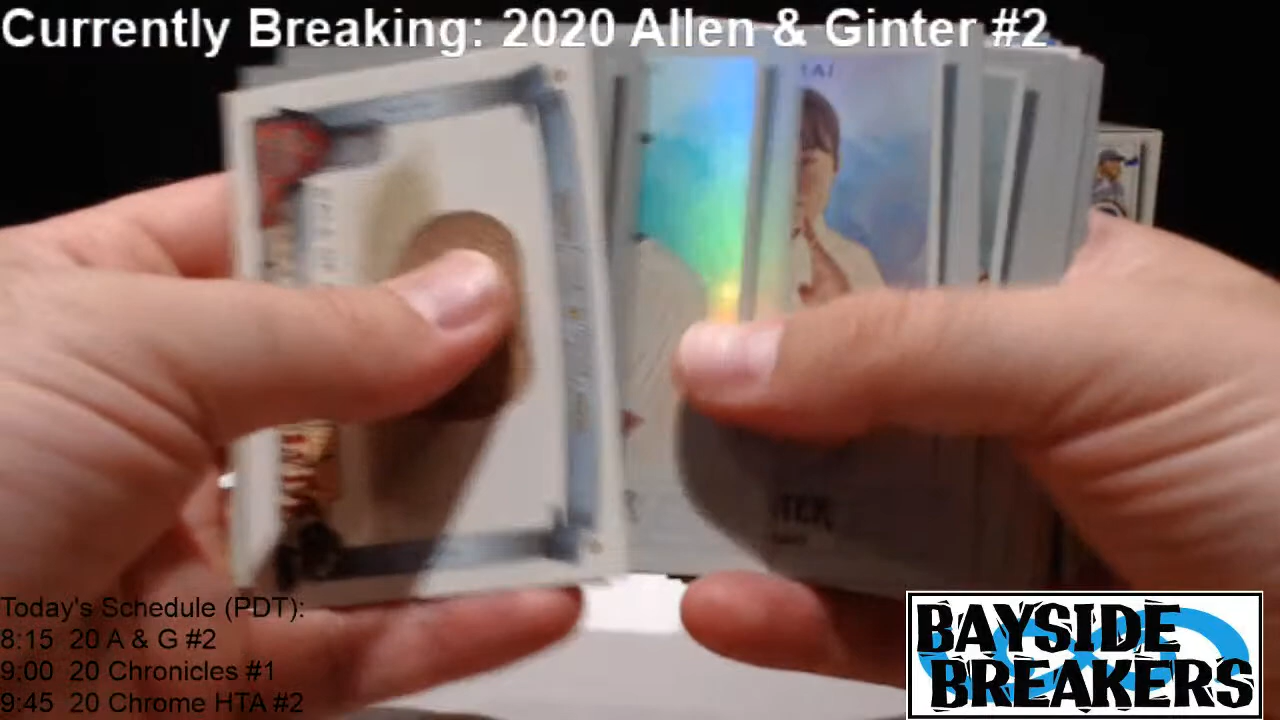 Currently Breaking: 2020 Allen & Ginter #2
Today's Schedule (PDT):
8:15 20 A & G #2
9:00 20 Chronicles #1
9:45 20 Chrome HTA #2
BAYSIDE
BREAKERS